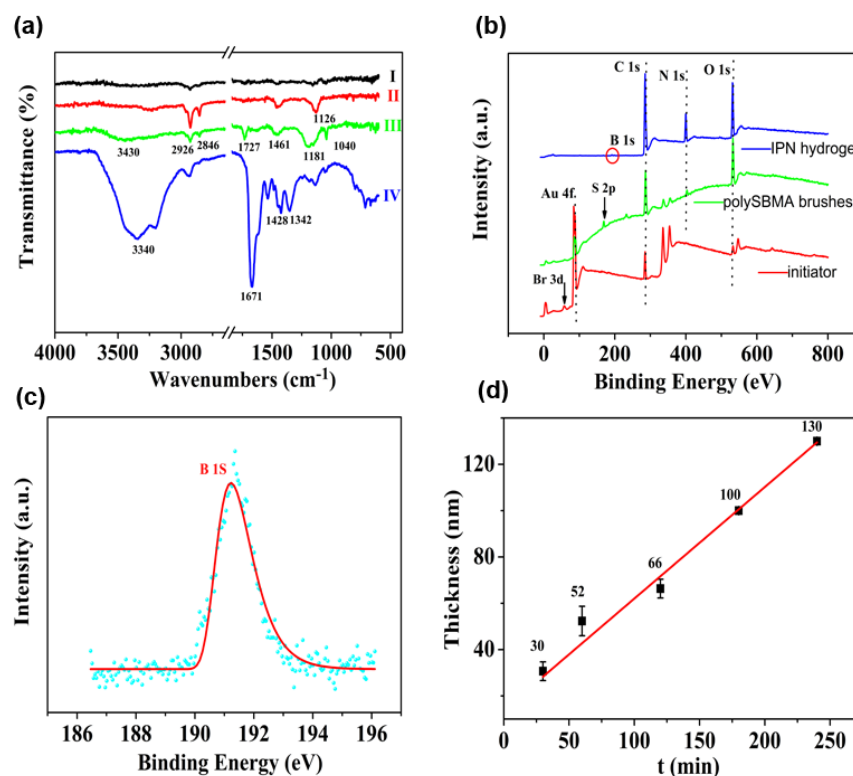 (a)
I
II
1126
III
3430
2926
2846
1727
1461
1181
1040
IV
3340
1428
1342
1671
Transmittance (%)
4000
3000
1500
1000
500
Wavenumbers (cm⁻¹)
(b)
C 1s
N 1s
O 1s
B 1s
IPN hydroge
Au 4f
S 2p
polySBMA brushes
Br 3d
initiator
Intensity (a.u.)
0
200
400
600
800
Binding Energy (eV)
(c)
B 1S
Intensity (a.u.)
186
188
190
192
194
196
Binding Energy (eV)
(d)
130
120
100
80
66
52
40
30
Thickness (nm)
0
50
100
150
200
250
t (min)